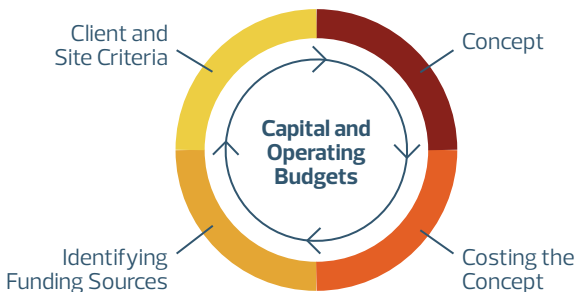 Client and
Site Criteria
Concept
Capital and
Operating
Budgets
Identifying
Funding Sources
Costing the
Concept